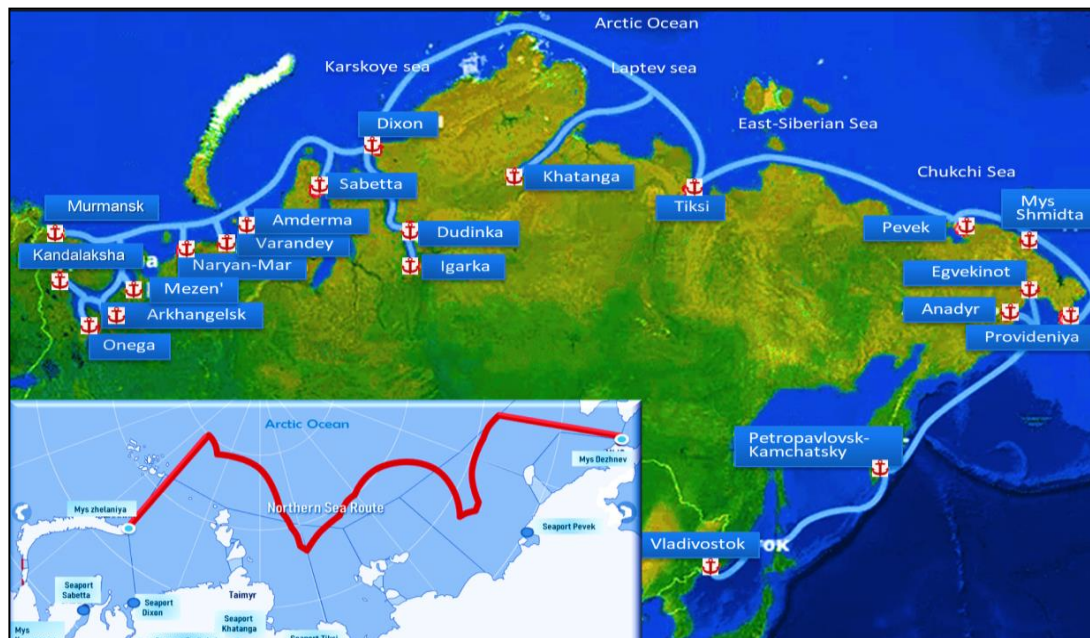 Arctic Ocean
Karskoye sea
Laptev sea
Dixon
East-Siberian Sea
Sabetta
Khatanga
Chukchi Sea
Tiksi
Murmansk
Amderma
Dudinka
Pevek
Mys
Shmidta
Varandey
Kandalaksha
Naryan-Mar
Igarka
Egvekinot
Mezen'
Anadyr
Arkhangelsk
Provideniya
Onega
Arctic Ocean
Petropavlovsk-
Kamchatsky
Mys Dezhnev
Mys zhelaniya
Northern Sea Route
Seaport Pevek
Vladivostok
рок
Seaport
Sabetta
Taimyr
Seaport
Dixon
Seaport
Khatanga
Mys